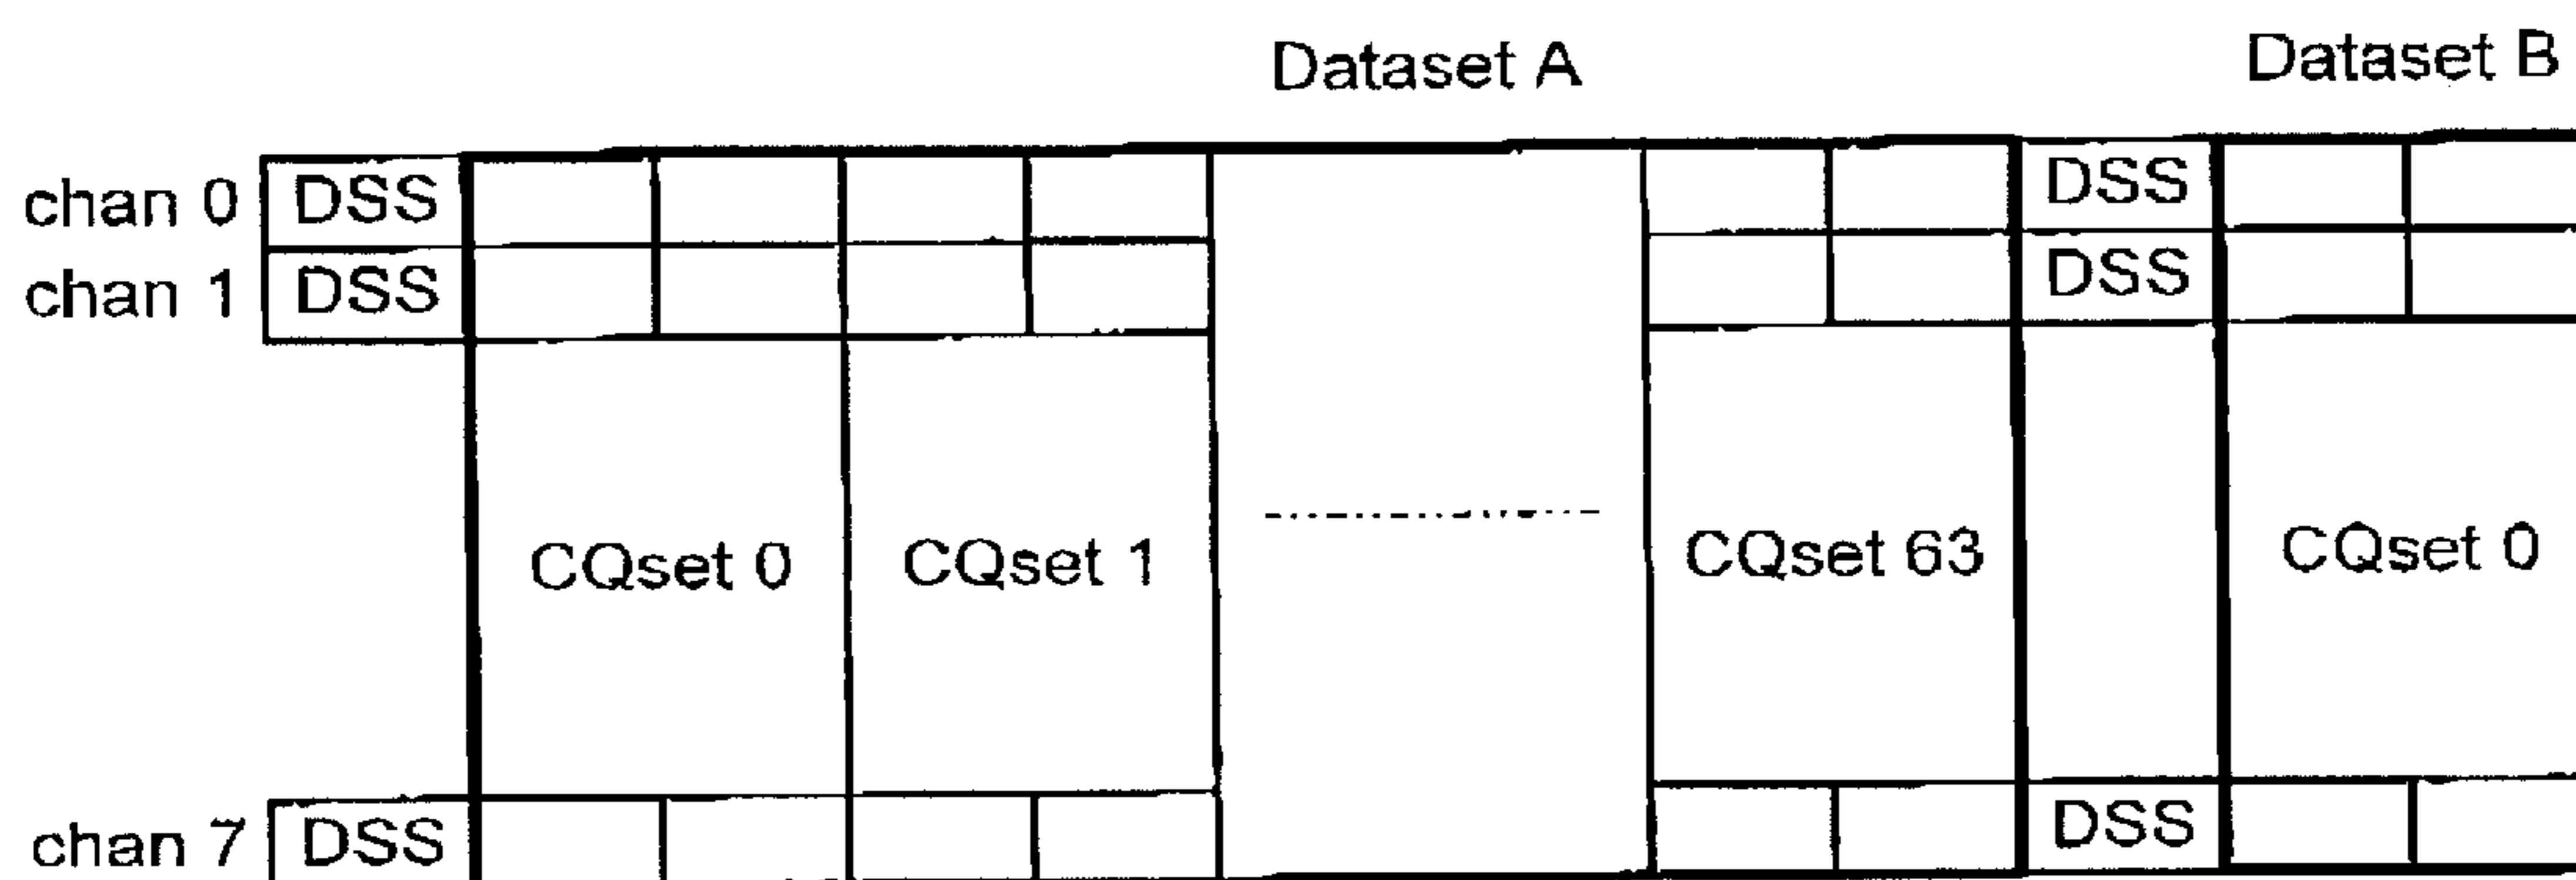 Dataset A Dataset B
chan 0 DSS DSS
chan 1 DSS DSS
CQset 0 CQset 1 CQset 63 CQset 0
chan 7 DSS DSS